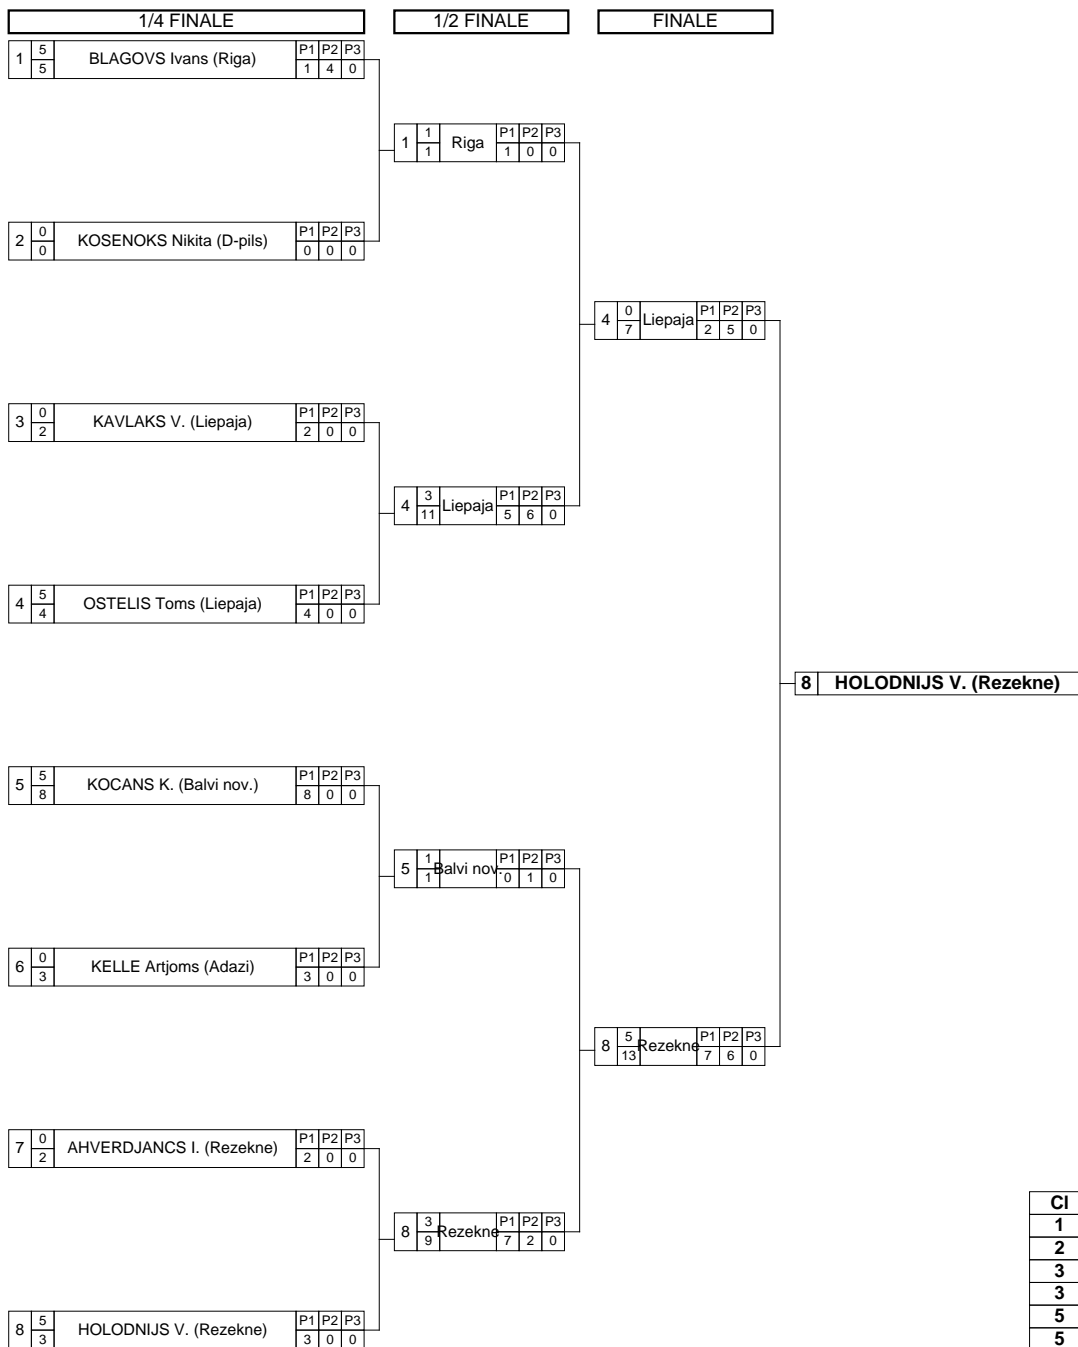 1/4 FINALE 1/2 FINALE FINALE
1 5 5 BLAGOVS Ivans (Riga) P1 P2 P3 1 4 0
1 1 1 Riga P1 P2 P3 1 0 0
2 0 0 KOSENOKS Nikita (D-pils) P1 P2 P3 0 0 0
4 0 7 Liepaja P1 P2 P3 2 5 0
3 0 2 KAVLAKS V. (Liepaja) P1 P2 P3 2 0 0
4 3 11 Liepaja P1 P2 P3 5 6 0
4 5 4 OSTELIS Toms (Liepaja) P1 P2 P3 4 0 0
8 HOLODNIJS V. (Rezekne)
5 5 8 KOCANS K. (Balvi nov.) P1 P2 P3 8 0 0
5 1 1 Balvi nov. P1 P2 P3 0 1 0
6 0 3 KELLE Artjoms (Adazi) P1 P2 P3 3 0 0
8 5 13 Rezekne P1 P2 P3 7 6 0
7 0 2 AHVERDJANCS I. (Rezekne) P1 P2 P3 2 0 0
8 3 9 Rezekne P1 P2 P3 7 2 0
8 5 3 HOLODNIJS V. (Rezekne) P1 P2 P3 3 0 0
Cl
1
2
3
3
5
5